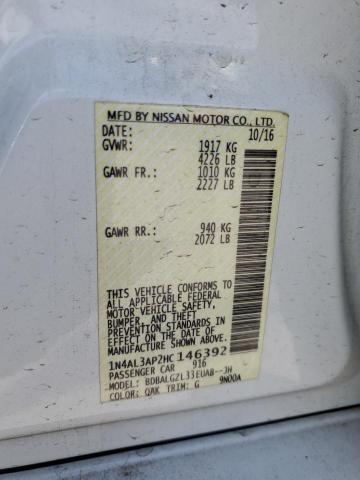 MFD BY NISSAN MOTOR CO., LTD.
DATE: 10/16
GVWR: 1917 KG
4226 LB
GAWR FR.: 1010 KG
2227 LB
GAWR RR.: 940 KG
2072 LB
THIS VEHICLE CONFORMS TO
ALL APPLICABLE FEDERAL
MOTOR VEHICLE SAFETY,
BUMPER, AND THEFT
PREVENTION STANDARDS
IN EFFECT ON THE DATE OF
MANUFACTURE SHOWN ABOVE.
1N4AL3AP2HC 146392
PASSENGER CAR 916
MODEL: BDBALGZL33EUAB--JH
COLOR: QAK TRIM: G 9N00A